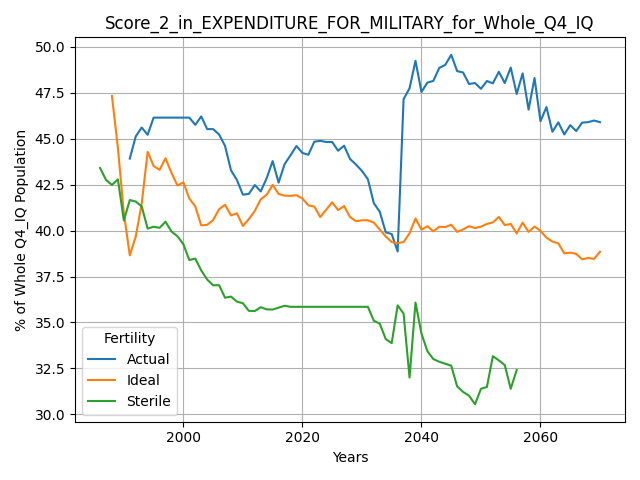 Score_2_in_EXPENDITURE_FOR_MILITARY_for_Whole_Q4_IQ
% of Whole Q4_IQ Population
50.0
47.5
45.0
42.5
40.0
37.5
35.0
32.5
30.0
Fertility
Actual
Ideal
Sterile
2000 2020 2040 2060
Years